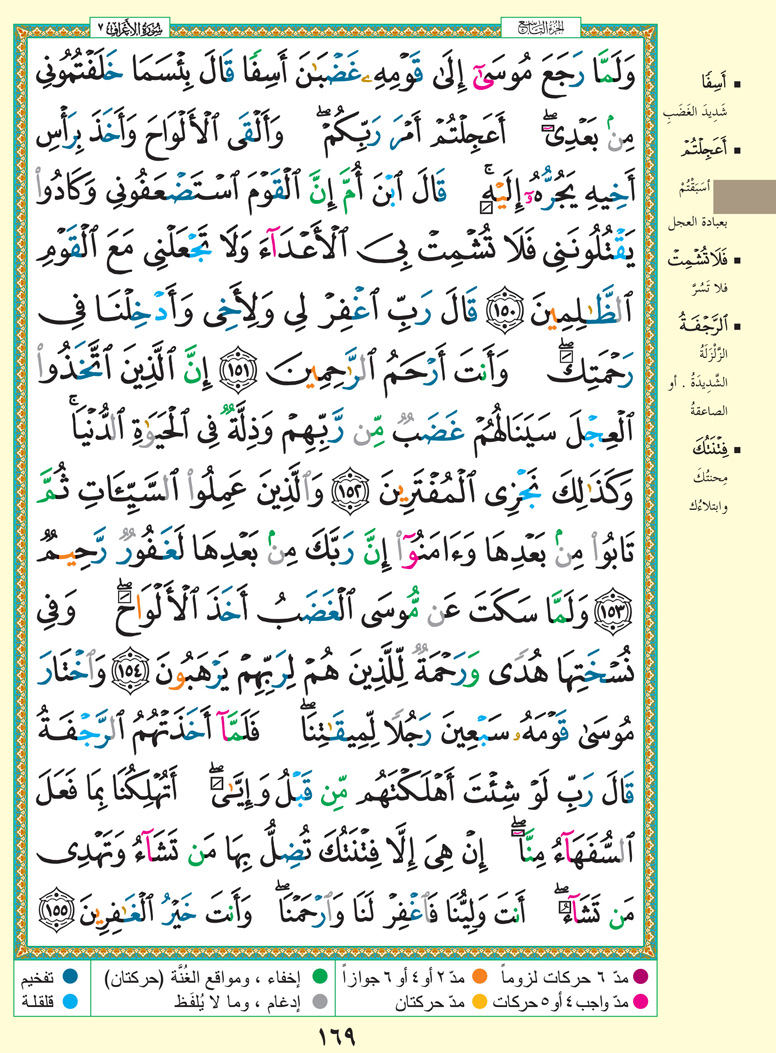 الجزء التاسع
سورة الأعراف ٧
وَلَمَّا رَجَعَ مُوسَىٰٓ إِلَىٰ قَوْمِهِۦ غَضْبَٰنَ أَسِفًا قَالَ بِئْسَمَا خَلَفْتُمُونِى
مِنۢ بَعْدِىٓ ۖ أَعَجِلْتُمْ أَمْرَ رَبِّكُمْ ۖ وَأَلْقَى ٱلْأَلْوَاحَ وَأَخَذَ بِرَأْسِ
أَخِيهِ يَجُرُّهُۥٓ إِلَيْهِ ۚ قَالَ ٱبْنَ أُمَّ إِنَّ ٱلْقَوْمَ ٱسْتَضْعَفُونِى وَكَادُوا۟
يَقْتُلُونَنِى فَلَا تُشْمِتْ بِىَ ٱلْأَعْدَآءَ وَلَا تَجْعَلْنِى مَعَ ٱلْقَوْمِ
ٱلظَّٰلِمِينَ ١٥٠ قَالَ رَبِّ ٱغْفِرْ لِى وَلِأَخِى وَأَدْخِلْنَا فِى
رَحْمَتِكَ ۖ وَأَنتَ أَرْحَمُ ٱلرَّٰحِمِينَ ١٥١ إِنَّ ٱلَّذِينَ ٱتَّخَذُوا۟
ٱلْعِجْلَ سَيَنَالُهُمْ غَضَبٌ مِّن رَّبِّهِمْ وَذِلَّةٌ فِى ٱلْحَيَوٰةِ ٱلدُّنْيَا ۚ
وَكَذَٰلِكَ نَجْزِى ٱلْمُفْتَرِينَ ١٥٢ وَٱلَّذِينَ عَمِلُوا۟ ٱلسَّيِّـَٔاتِ ثُمَّ
تَابُوا۟ مِنۢ بَعْدِهَا وَءَامَنُوٓا۟ إِنَّ رَبَّكَ مِنۢ بَعْدِهَا لَغَفُورٌ رَّحِيمٌ
١٥٣ وَلَمَّا سَكَتَ عَن مُّوسَى ٱلْغَضَبُ أَخَذَ ٱلْأَلْوَاحَ ۖ وَفِى
نُسْخَتِهَا هُدًى وَرَحْمَةٌ لِّلَّذِينَ هُمْ لِرَبِّهِمْ يَرْهَبُونَ ١٥٤ وَٱخْتَارَ
مُوسَىٰ قَوْمَهُۥ سَبْعِينَ رَجُلًا لِّمِيقَٰتِنَا ۖ فَلَمَّآ أَخَذَتْهُمُ ٱلرَّجْفَةُ
قَالَ رَبِّ لَوْ شِئْتَ أَهْلَكْتَهُم مِّن قَبْلُ وَإِيَّٰىَ ۖ أَتُهْلِكُنَا بِمَا فَعَلَ
ٱلسُّفَهَآءُ مِنَّآ ۖ إِنْ هِىَ إِلَّا فِتْنَتُكَ تُضِلُّ بِهَا مَن تَشَآءُ وَتَهْدِى
مَن تَشَآءُ ۖ أَنتَ وَلِيُّنَا فَٱغْفِرْ لَنَا وَٱرْحَمْنَا ۖ وَأَنتَ خَيْرُ ٱلْغَٰفِرِينَ ١٥٥
أَسِفًا
شَدِيدَ الغَضَبِ
أَعَجِلْتُمْ
أَسَبَقْتُمْ
بعبادة العجل
فَلَا تُشْمِتْ
فلا تَسُرَّ
ٱلرَّجْفَةُ
الزَّلْزَلَةُ
الشَّدِيدَةُ . أو
الصاعقةُ
فِتْنَتُكَ
مِحنتُكَ
وابتلاءُك
مدّ ٦ حركات لزوماً
مدّ ٢ أو ٤ أو ٦ جوازاً
إخفاء ، ومواقع الغُنَّة (حركتان)
تفخيم
مدّ واجب ٤ أو ٥ حركات
مدّ حركتان
إدغام ، وما لا يُلفَظ
قلقلة
١٦٩